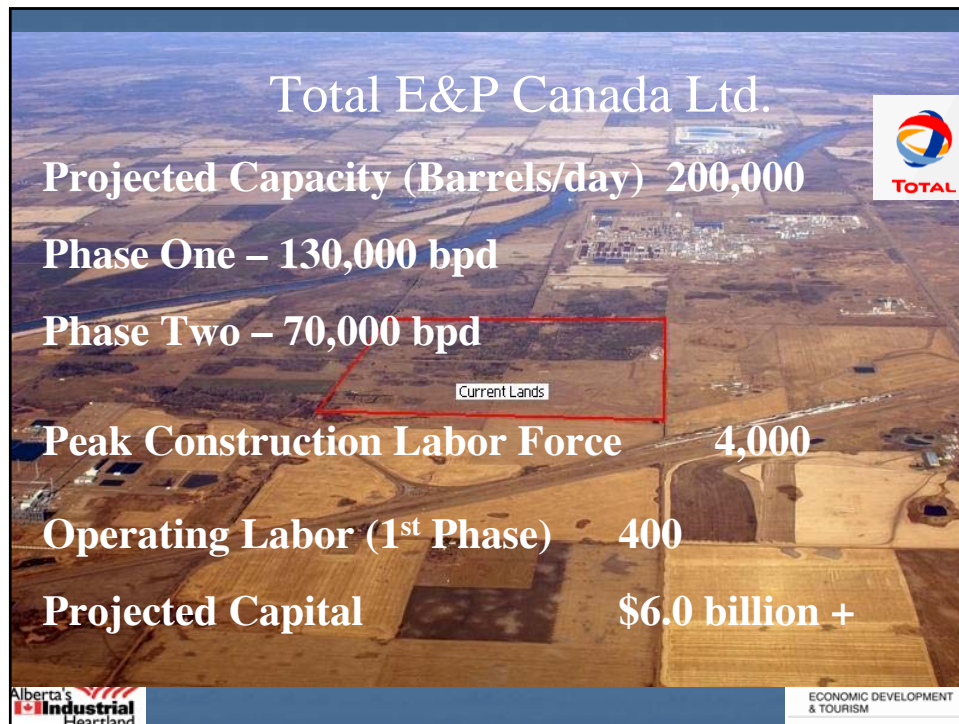 Total E&P Canada Ltd.
TOTAL
Projected Capacity (Barrels/day) 200,000
Phase One – 130,000 bpd
Phase Two – 70,000 bpd
Current Lands
Peak Construction Labor Force 4,000
Operating Labor (1st Phase) 400
Projected Capital $6.0 billion +
Alberta's
Industrial
Heartland
ECONOMIC DEVELOPMENT
& TOURISM